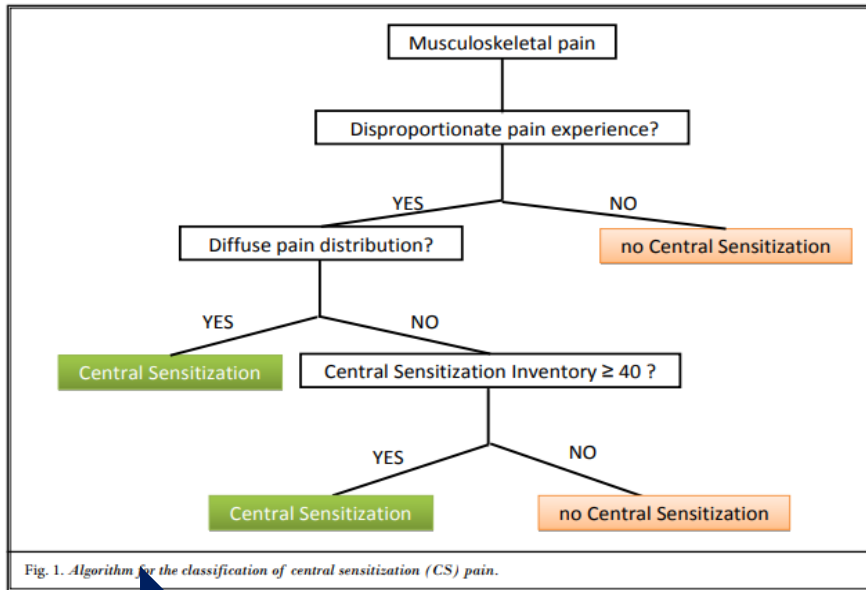 Musculoskeletal pain
Disproportionate pain experience?
YES
NO
Diffuse pain distribution?
no Central Sensitization
YES
NO
Central Sensitization
Central Sensitization Inventory ≥ 40 ?
YES
NO
Central Sensitization
no Central Sensitization
Fig. 1. Algorithm for the classification of central sensitization (CS) pain.